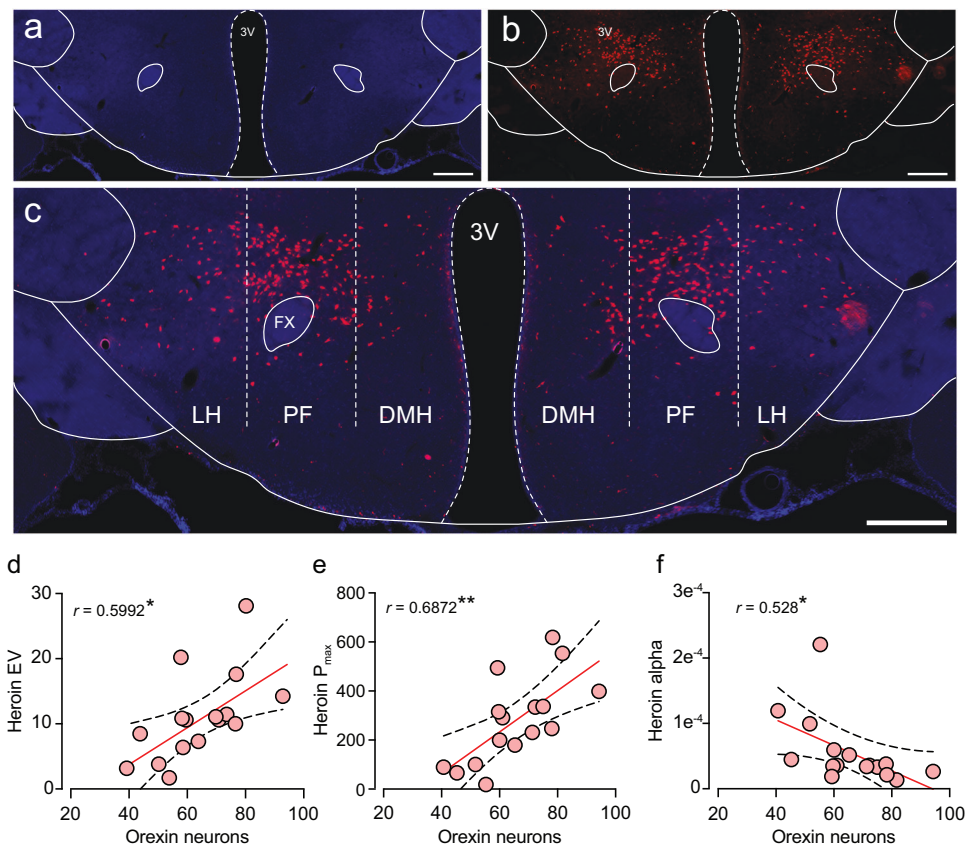 a
3V
b
3V
c
3V
FX
LH PF DMH DMH PF LH
d
e
f
r = 0.5992*
r = 0.6872**
r = 0.528*
Heroin EV
30
20
10
0
20 40 60 80 100
Orexin neurons
Heroin Pmax
800
600
400
200
0
20 40 60 80 100
Orexin neurons
Heroin alpha
3e-4
2e-4
1e-4
0
20 40 60 80 100
Orexin neurons